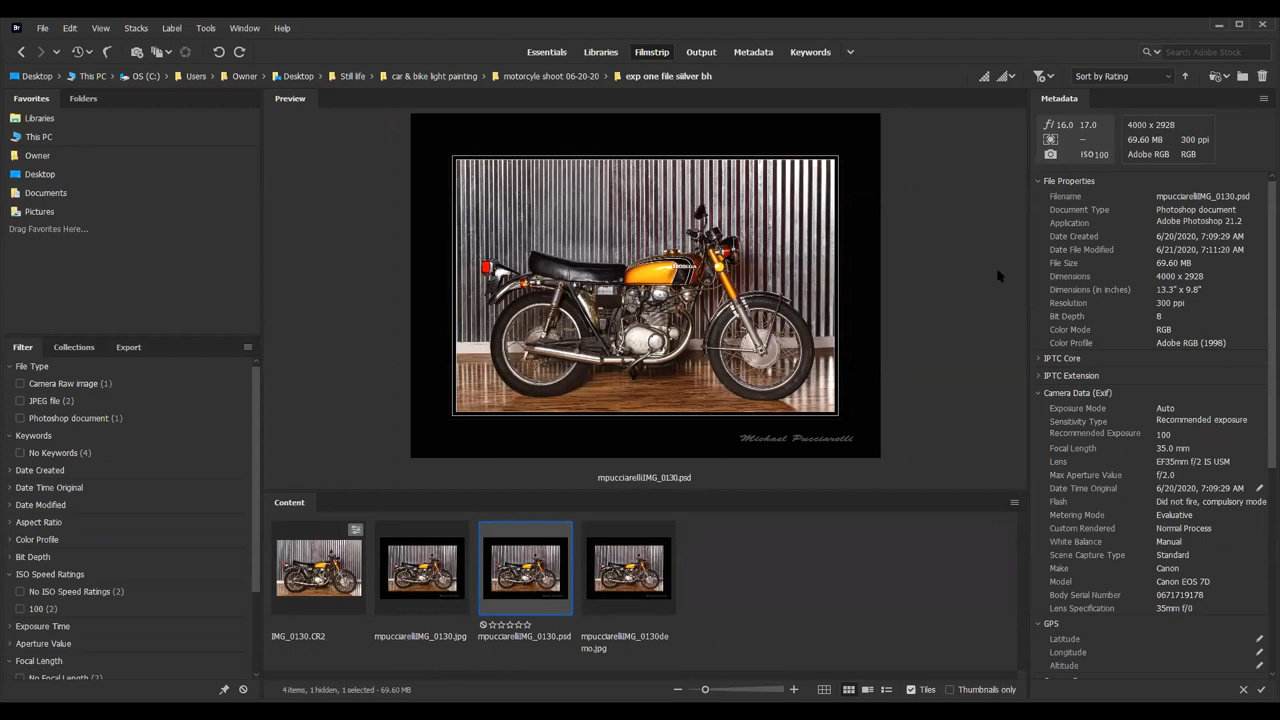 Br File Edit View Stacks Label Tools Window Help
Essentials Libraries Filmstrip Output Metadata Keywords Search Adobe Stock
Desktop This PC OS (C:) Users Owner Desktop Still life car & bike light painting motorcyle shoot 06-20-20 exp one file siilver bh Sort by Rating
Favorites Folders
Libraries
This PC
Owner
Desktop
Documents
Pictures
Drag Favorites Here...
Filter Collections Export
File Type
Camera Raw image (1)
JPEG file (2)
Photoshop document (1)
Keywords
No Keywords (4)
Date Created
Date Time Original
Date Modified
Aspect Ratio
Color Profile
Bit Depth
ISO Speed Ratings
No ISO Speed Ratings (2)
100 (2)
Exposure Time
Aperture Value
Focal Length
No Focal Length (2)
Preview
HONDA
Michael Pucciarelli
mpucciarelliIMG_0130.psd
Content
IMG_0130.CR2
mpucciarelliIMG_0130.jpg
mpucciarelliIMG_0130.psd
mpucciarelliIMG_0130de
mo.jpg
4 items, 1 hidden, 1 selected - 69.60 MB
Tiles Thumbnails only
Metadata
f/ 16.0 17.0
--
ISO100
4000 x 2928
69.60 MB 300 ppi
Adobe RGB RGB
File Properties
Filename mpucciarelliIMG_0130.psd
Document Type Photoshop document
Application Adobe Photoshop 21.2
Date Created 6/20/2020, 7:09:29 AM
Date File Modified 6/21/2020, 7:11:20 AM
File Size 69.60 MB
Dimensions 4000 x 2928
Dimensions (in inches) 13.3" x 9.8"
Resolution 300 ppi
Bit Depth 8
Color Mode RGB
Color Profile Adobe RGB (1998)
IPTC Core
IPTC Extension
Camera Data (Exif)
Exposure Mode Auto
Sensitivity Type Recommended exposure
Recommended Exposure 100
Focal Length 35.0 mm
Lens EF35mm f/2 IS USM
Max Aperture Value f/2.0
Date Time Original 6/20/2020, 7:09:29 AM
Flash Did not fire, compulsory mode
Metering Mode Evaluative
Custom Rendered Normal Process
White Balance Manual
Scene Capture Type Standard
Make Canon
Model Canon EOS 7D
Body Serial Number 0671719178
Lens Specification 35mm f/0
GPS
Latitude
Longitude
Altitude